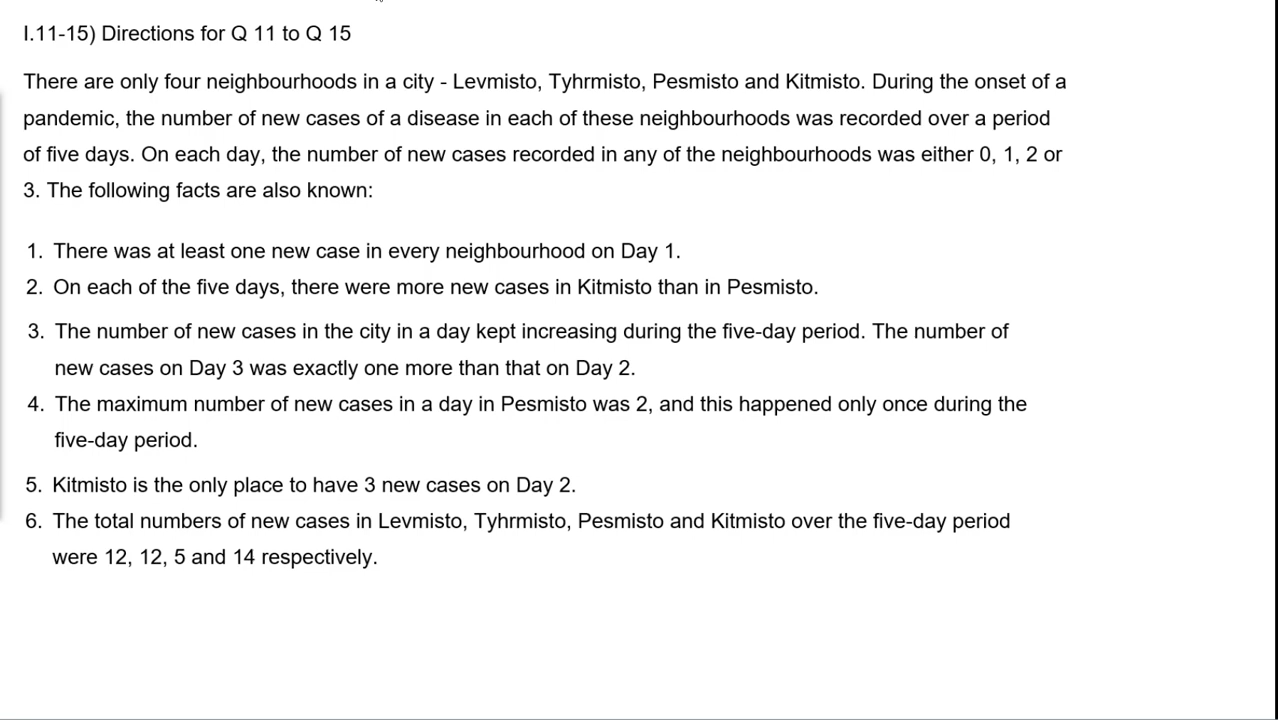 I.11-15) Directions for Q 11 to Q 15
There are only four neighbourhoods in a city - Levmisto, Tyhrmisto, Pesmisto and Kitmisto. During the onset of a
pandemic, the number of new cases of a disease in each of these neighbourhoods was recorded over a period
of five days. On each day, the number of new cases recorded in any of the neighbourhoods was either 0, 1, 2 or
3. The following facts are also known:
1. There was at least one new case in every neighbourhood on Day 1.
2. On each of the five days, there were more new cases in Kitmisto than in Pesmisto.
3. The number of new cases in the city in a day kept increasing during the five-day period. The number of
new cases on Day 3 was exactly one more than that on Day 2.
4. The maximum number of new cases in a day in Pesmisto was 2, and this happened only once during the
five-day period.
5. Kitmisto is the only place to have 3 new cases on Day 2.
6. The total numbers of new cases in Levmisto, Tyhrmisto, Pesmisto and Kitmisto over the five-day period
were 12, 12, 5 and 14 respectively.